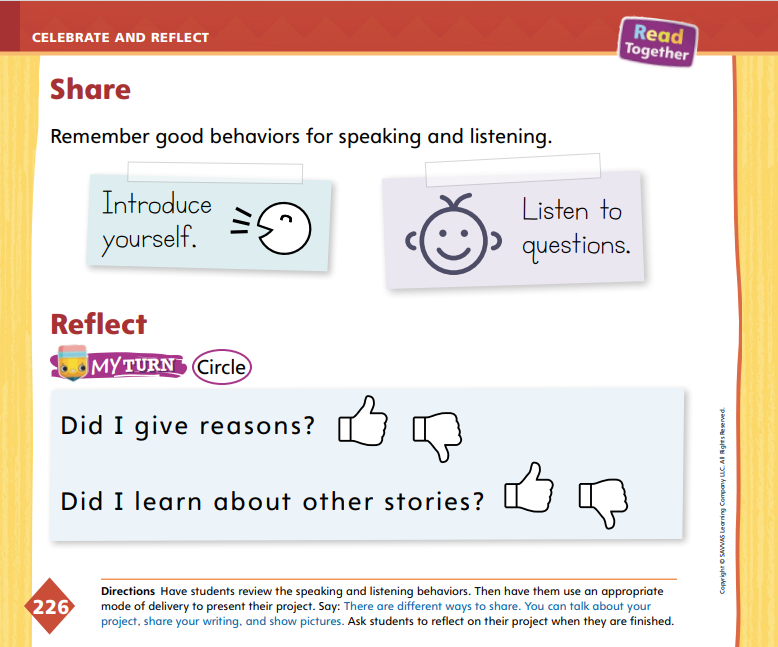 CELEBRATE AND REFLECT
Read
Together
Share
Remember good behaviors for speaking and listening.
Introduce
yourself.
Listen to
questions.
Reflect
MY TURN Circle
Did I give reasons?
Did I learn about other stories?
Copyright © SAVVAS Learning Company LLC. All Rights Reserved.
226
Directions Have students review the speaking and listening behaviors. Then have them use an appropriate
mode of delivery to present their project. Say: There are different ways to share. You can talk about your
project, share your writing, and show pictures. Ask students to reflect on their project when they are finished.